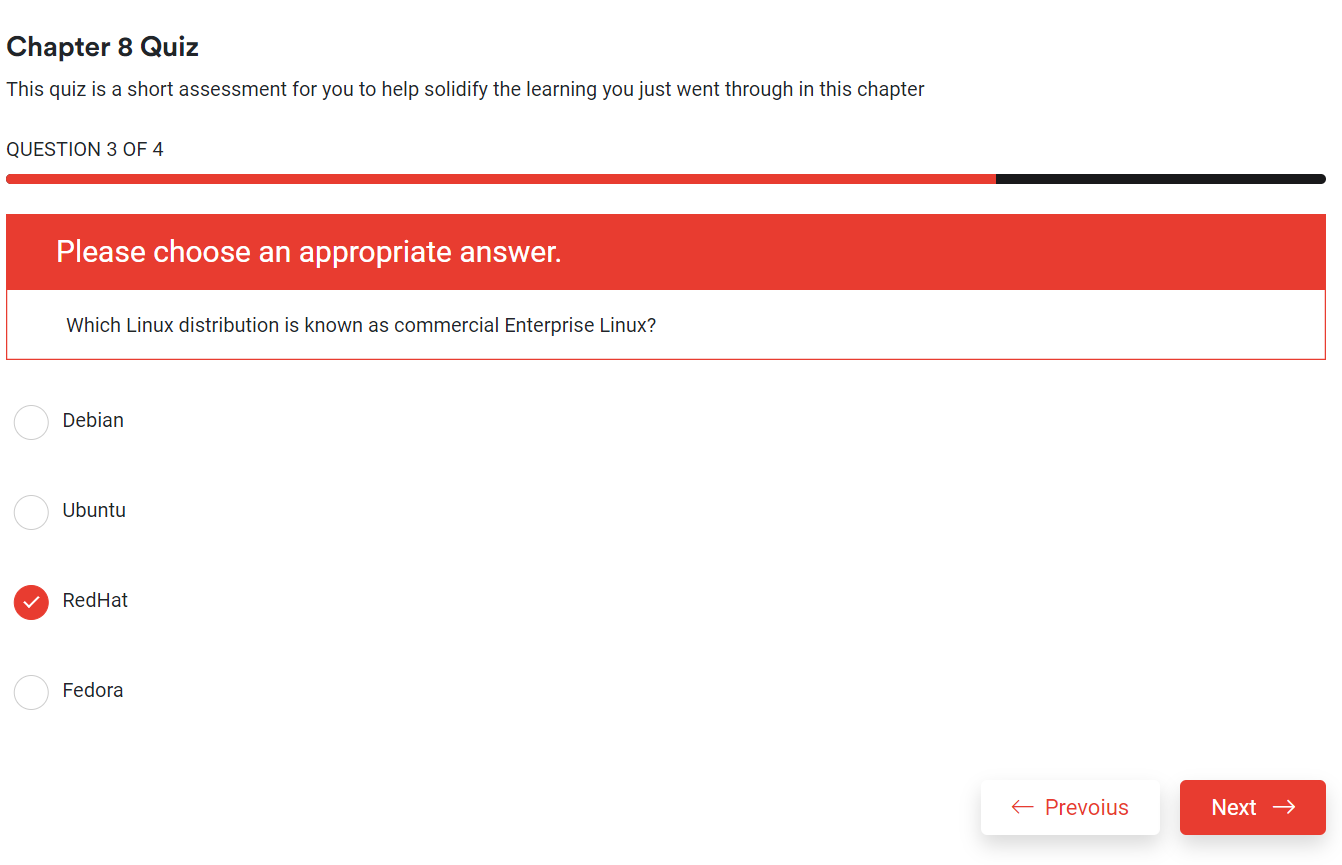 Chapter 8 Quiz
This quiz is a short assessment for you to help solidify the learning you just went through in this chapter
QUESTION 3 OF 4
Please choose an appropriate answer.
Which Linux distribution is known as commercial Enterprise Linux?
Debian
Ubuntu
RedHat
Fedora
Prevoius
Next